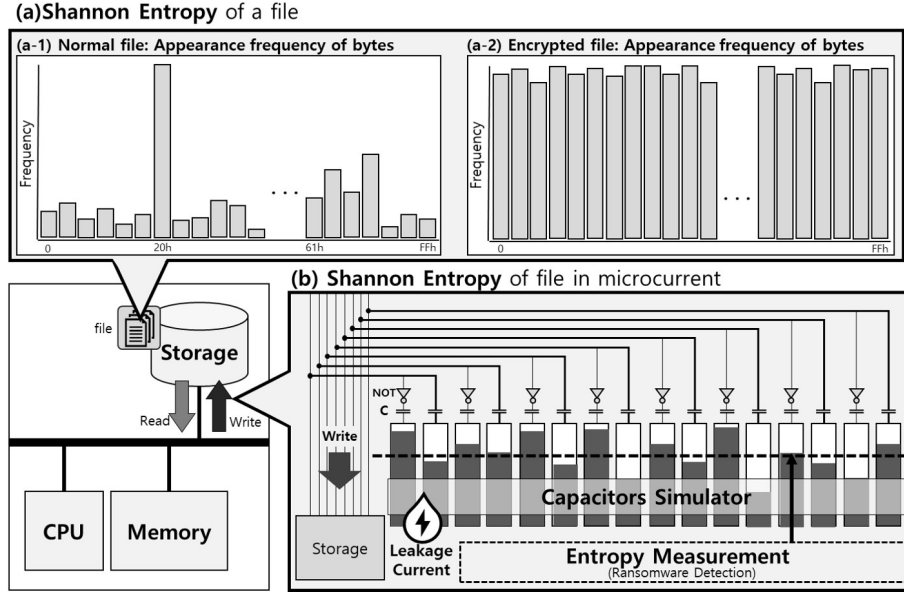 (a)Shannon Entropy of a file
(a-1) Normal file: Appearance frequency of bytes
Frequency
. . .
0
20h
61h
FFh
(a-2) Encrypted file: Appearance frequency of bytes
Frequency
. . .
0
FFh
file
Storage
Read
Write
CPU
Memory
(b) Shannon Entropy of file in microcurrent
NOT
C
Write
Capacitors Simulator
Storage
Leakage
Current
Entropy Measurement
(Ransomware Detection)